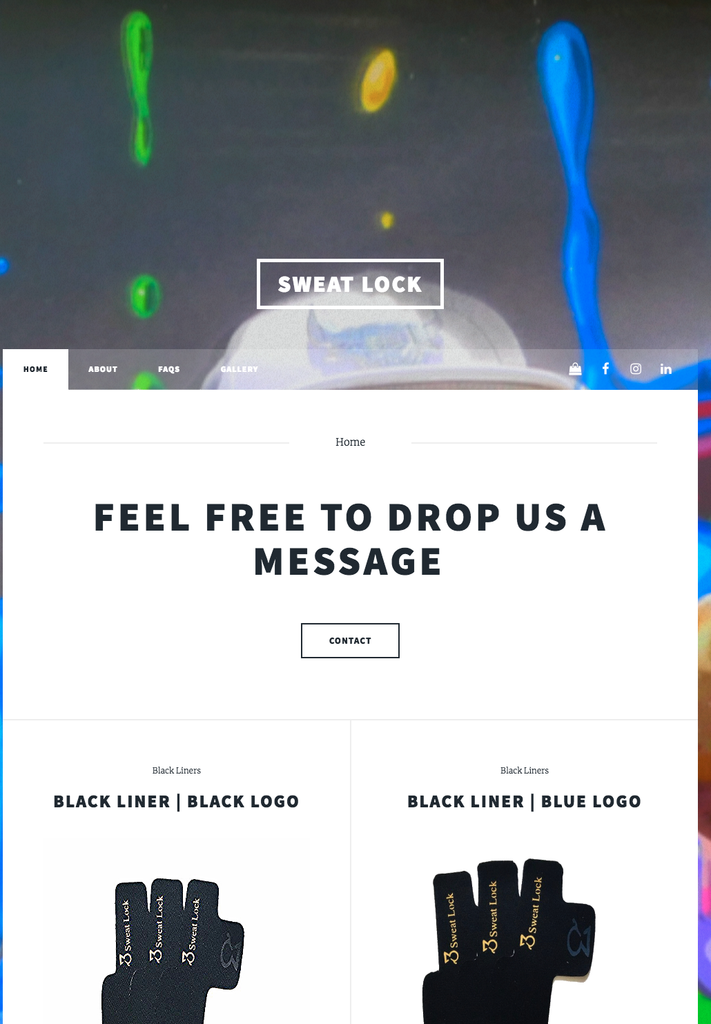 SWEAT LOCK
HOME ABOUT FAQS GALLERY
Home
FEEL FREE TO DROP US A
MESSAGE
CONTACT
Black Liners
BLACK LINER | BLACK LOGO
Black Liners
BLACK LINER | BLUE LOGO
Sweat Lock
Sweat Lock
Sweat Lock
Sweat Lock
Sweat Lock
Sweat Lock